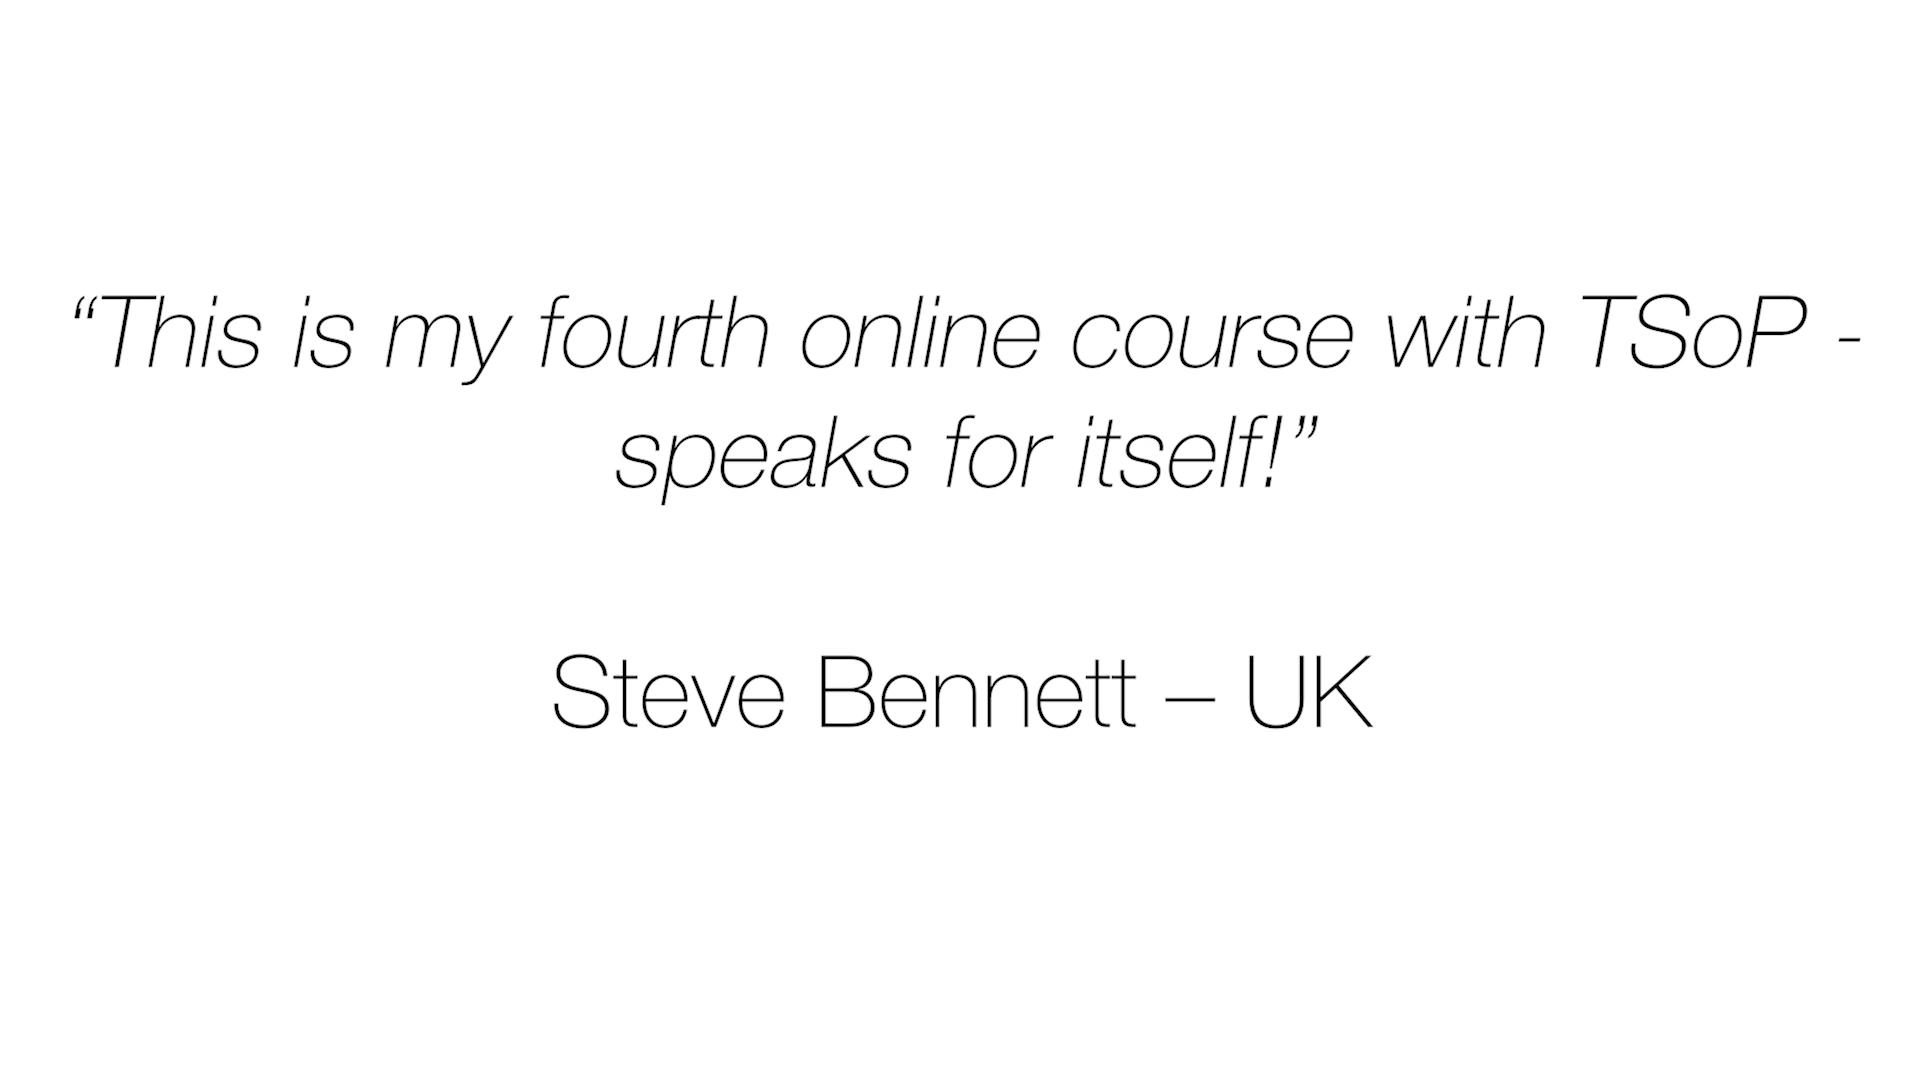 “This is my fourth online course with TSoP -
speaks for itself!”
Steve Bennett – UK